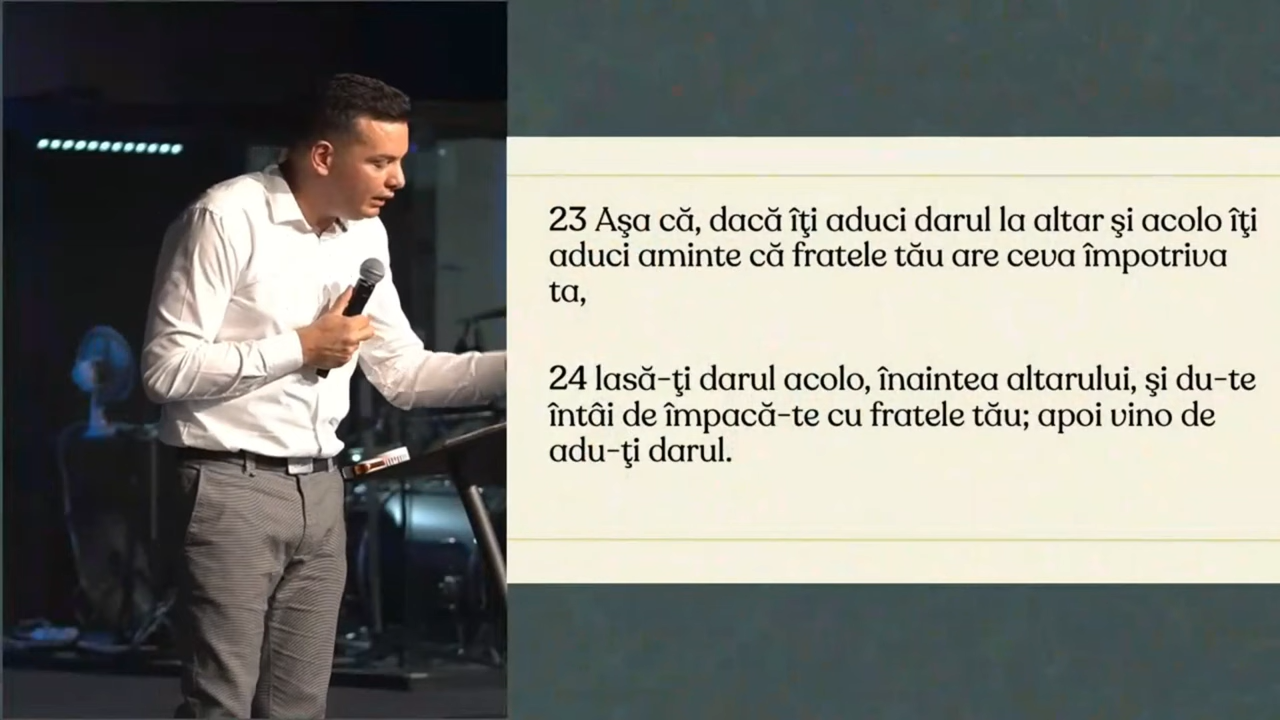 23 Aşa că, dacă îţi aduci darul la altar şi acolo îţi
aduci aminte că fratele tău are ceva împotriva
ta,
24 lasă-ţi darul acolo, înaintea altarului, şi du-te
întâi de împacă-te cu fratele tău; apoi vino de
adu-ţi darul.